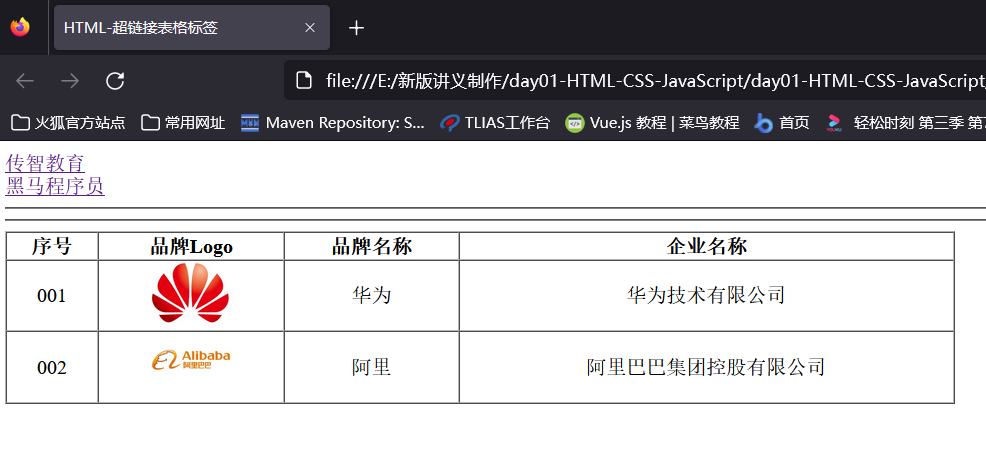 HTML-超链接表格标签
file:///E:/新版讲义制作/day01-HTML-CSS-JavaScript/day01-HTML-CSS-JavaScript/
火狐官方站点 常用网址 Maven Repository: S... TLIAS工作台 Vue.js 教程 | 菜鸟教程 首页 轻松时刻 第三季 第
传智教育
黑马程序员
序号 品牌Logo 品牌名称 企业名称
001 华为 华为技术有限公司
002 Alibaba 阿里巴巴 阿里 阿里巴巴集团控股有限公司